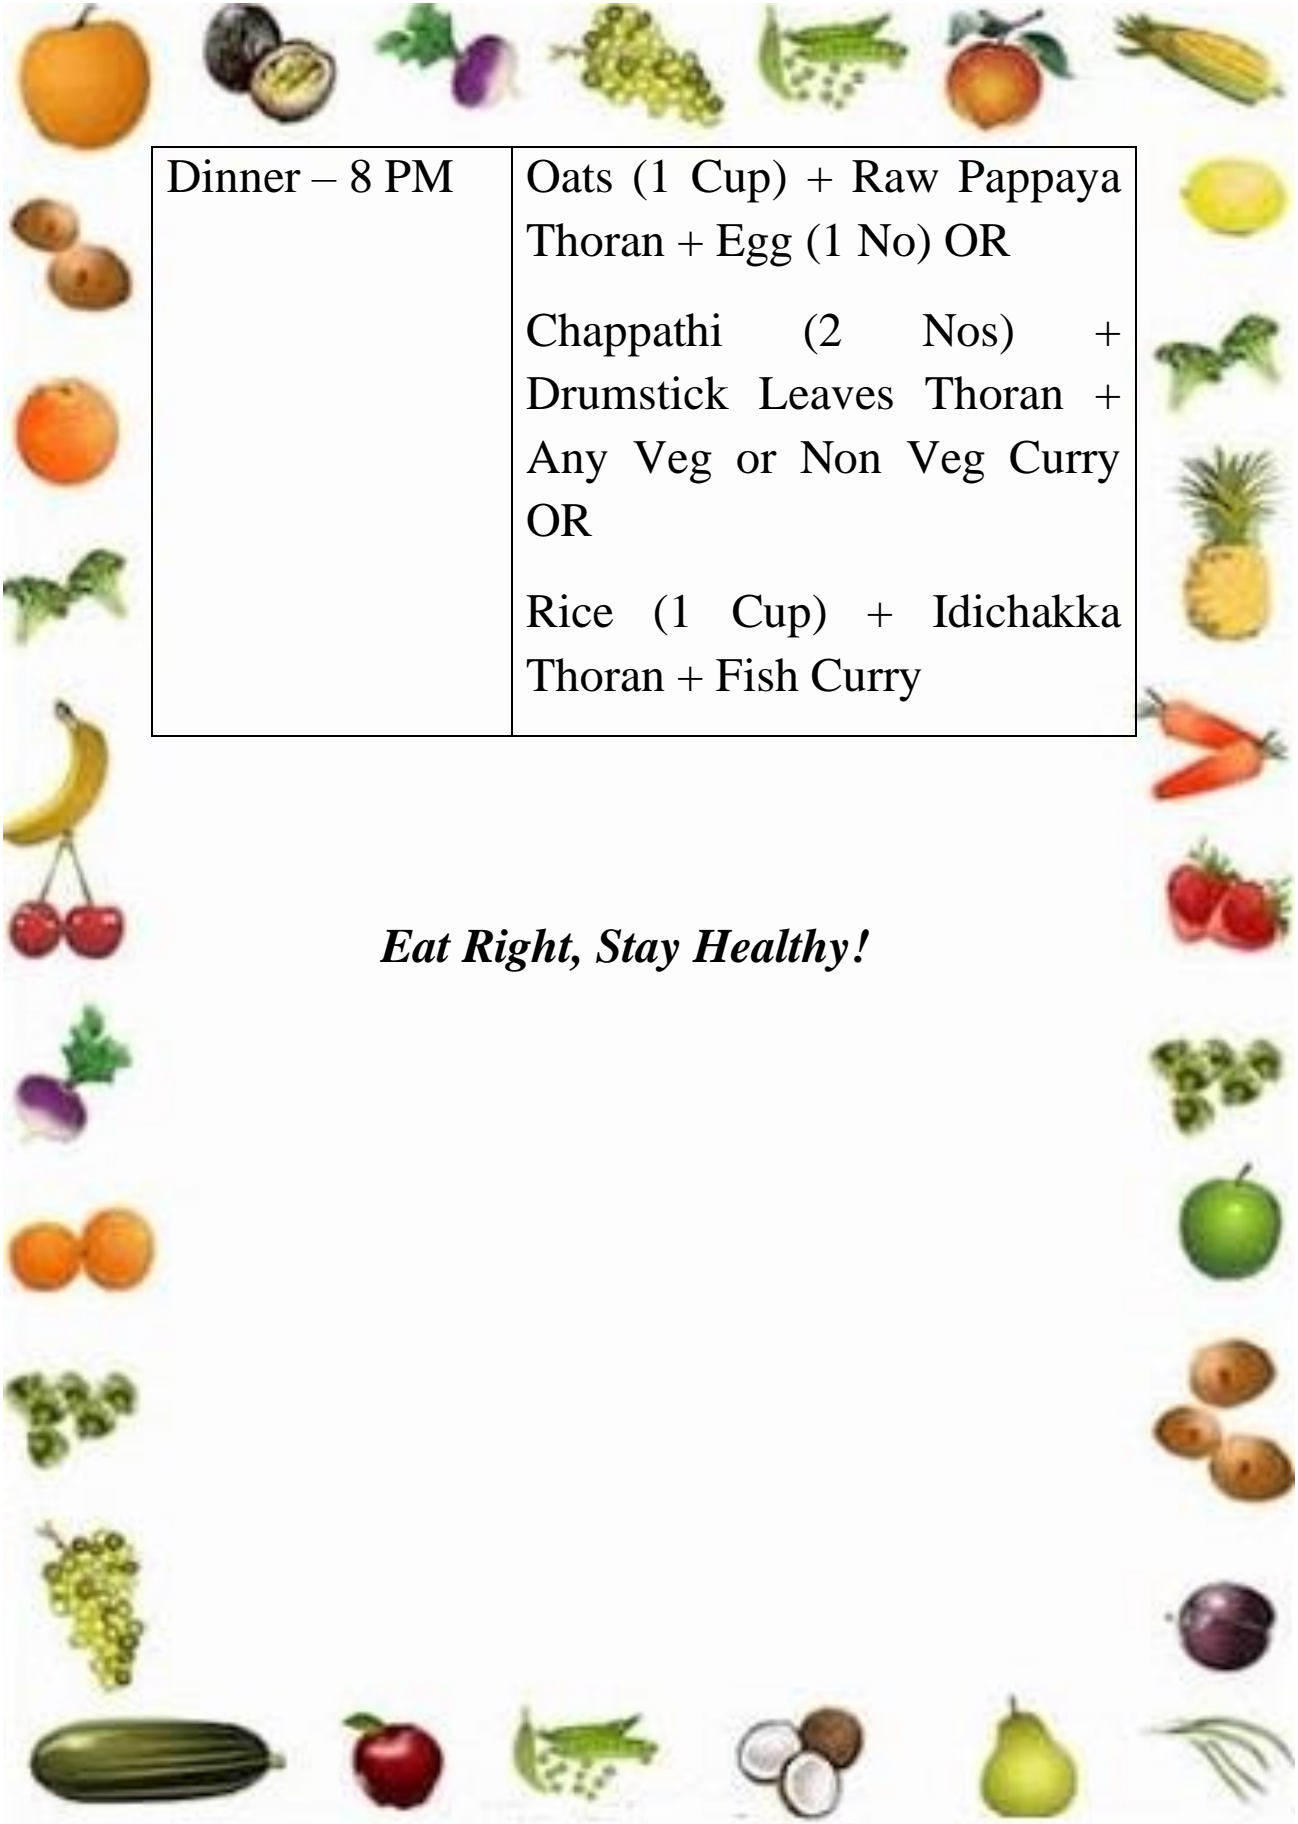 Dinner – 8 PM
Oats (1 Cup) + Raw Pappaya
Thoran + Egg (1 No) OR
Chappathi (2 Nos) +
Drumstick Leaves Thoran +
Any Veg or Non Veg Curry
OR
Rice (1 Cup) + Idichakka
Thoran + Fish Curry
Eat Right, Stay Healthy!